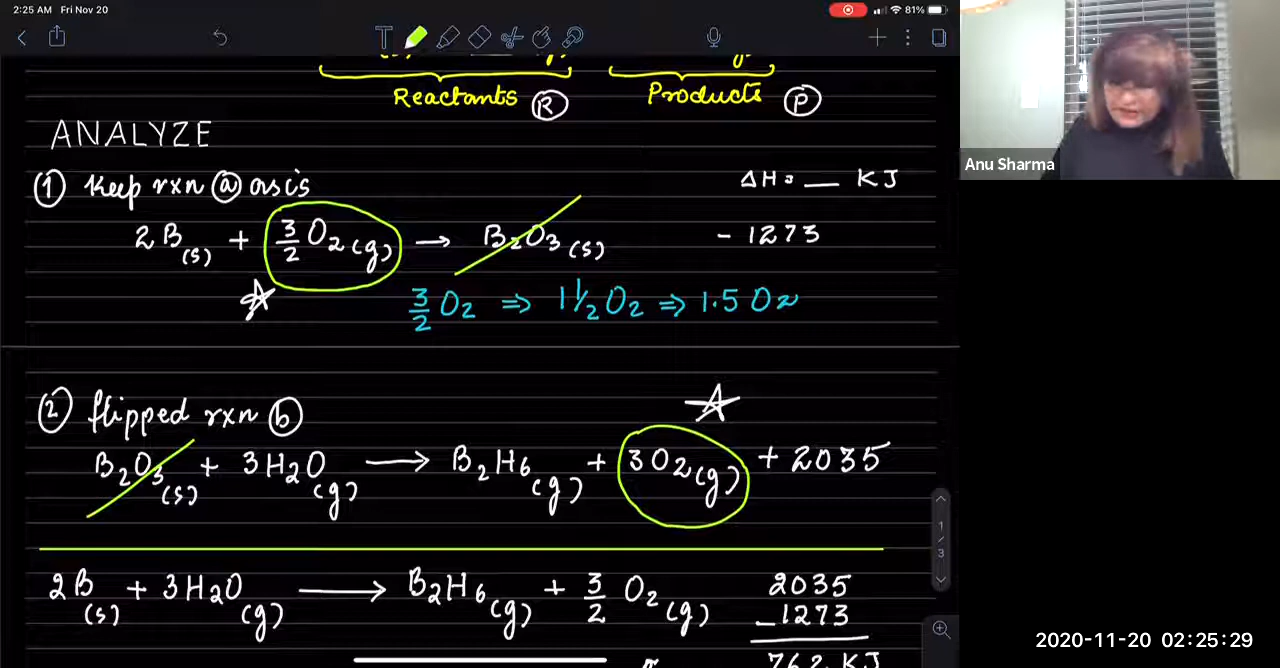 2:25 AM Fri Nov 20
81%
Reactants R
Products P
ANALYZE
1 Keep rxn a as is
ΔH = __ KJ
2B(s) + 3/2 O2(g) → B2O3(s)
- 1273
3/2 O2 ⇒ 1 1/2 O2 ⇒ 1.5 O2
2 flipped rxn b
B2O3(s) + 3H2O(g) → B2H6(g) + 3O2(g) + 2035
2B(s) + 3H2O(g) → B2H6(g) + 3/2 O2(g)
2035
- 1273
762 KJ
1/3
Anu Sharma
2020-11-20 02:25:29